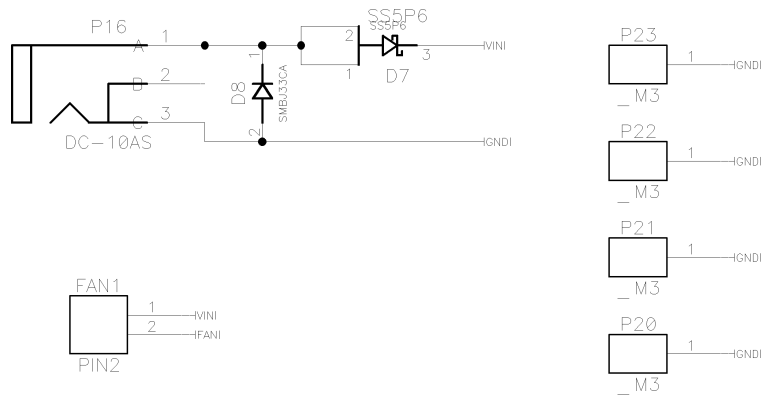 P16
A 1
B 2
C 3
DC-10AS
1
D8
SMBJ33CA
2
SS5P6
SS5P6
2
1
3
D7
VINI
GNDI
P23
1 GNDI
_M3
P22
1 GNDI
_M3
P21
1 GNDI
_M3
P20
1 GNDI
_M3
FAN1
1 VINI
2 FANI
PIN2